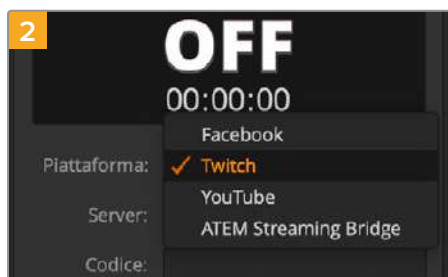 2
OFF
00:00:00
Facebook
Piattaforma: ✓ Twitch
YouTube
Server:
ATEM Streaming Bridge
Codice: